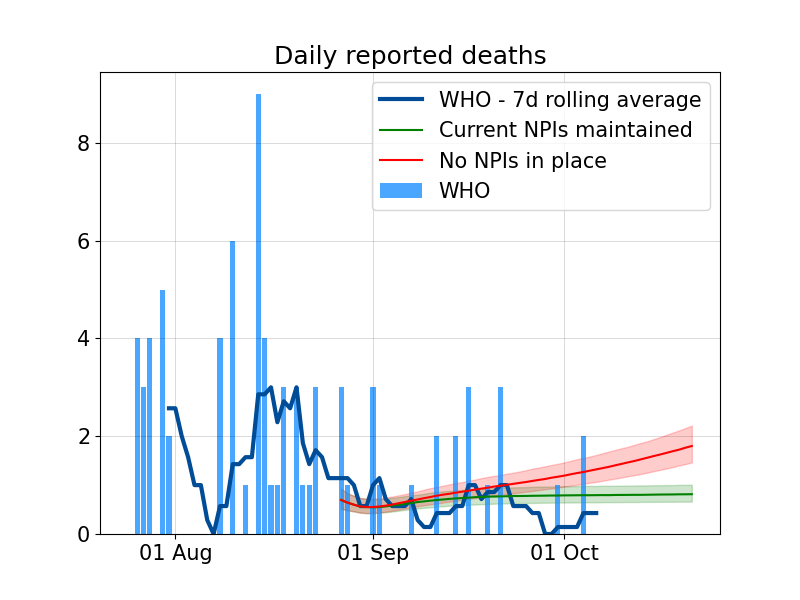 Daily reported deaths
WHO - 7d rolling average
Current NPIs maintained
No NPIs in place
WHO
8
6
4
2
0
01 Aug
01 Sep
01 Oct